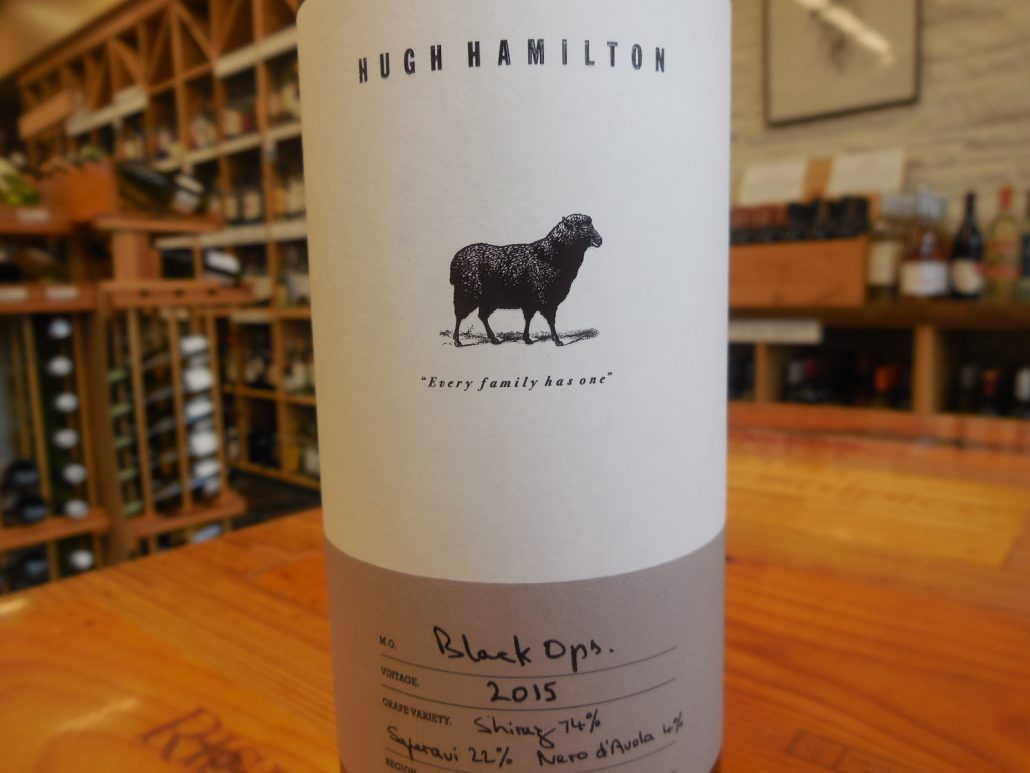 HUGH HAMILTON
"Every family has one"
M.O. Black Ops.
VINTAGE. 2015
GRAPE VARIETY. Shiraz 74%
Saperavi 22% Nero d'Avola 4%
REGION